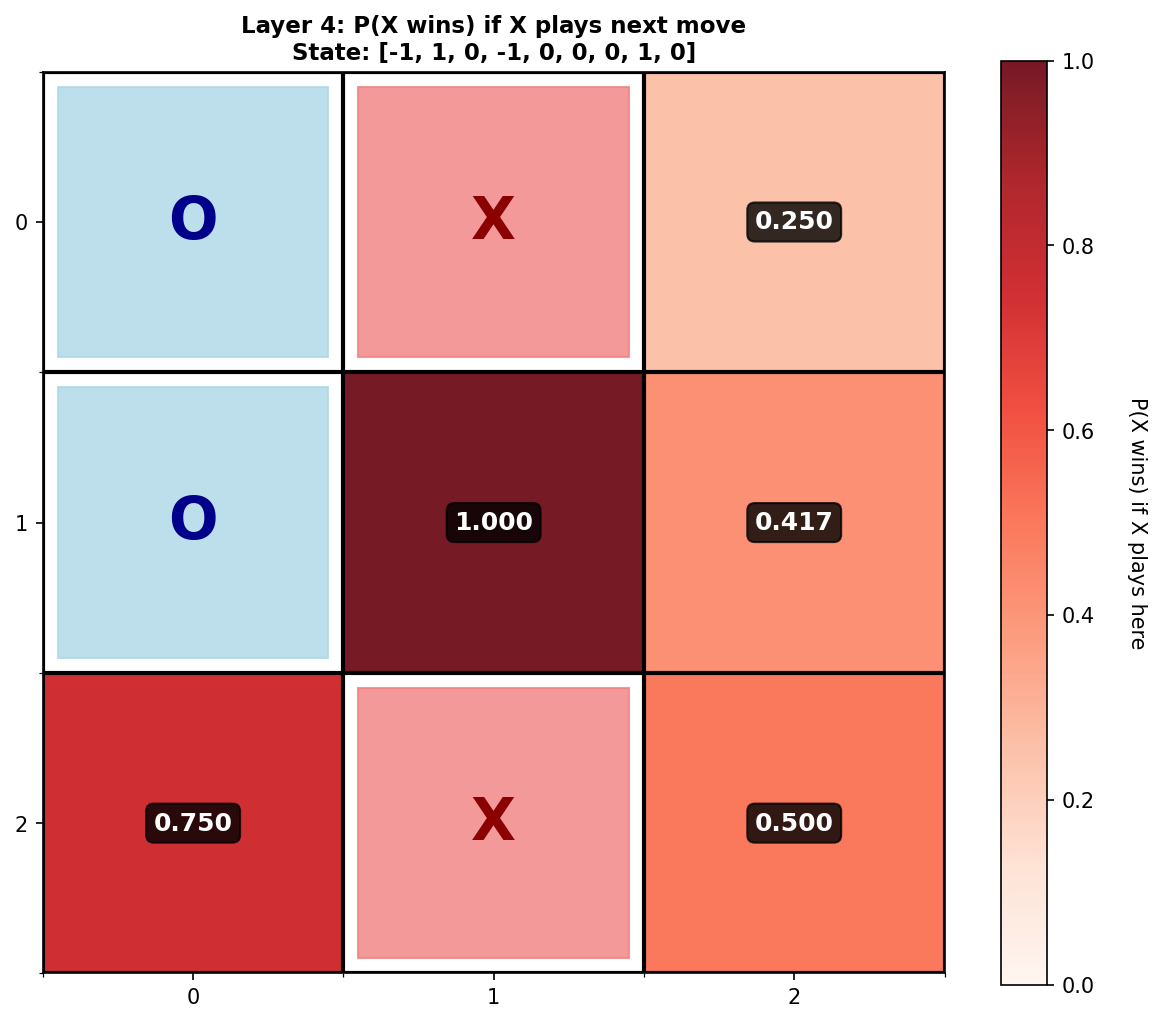 Layer 4: P(X wins) if X plays next move
State: [-1, 1, 0, -1, 0, 0, 0, 1, 0]
1.0
0.8
0.6
0.4
0.2
0.0
P(X wins) if X plays here
0
O
X
0.250
1
O
1.000
0.417
2
0.750
X
0.500
0
1
2